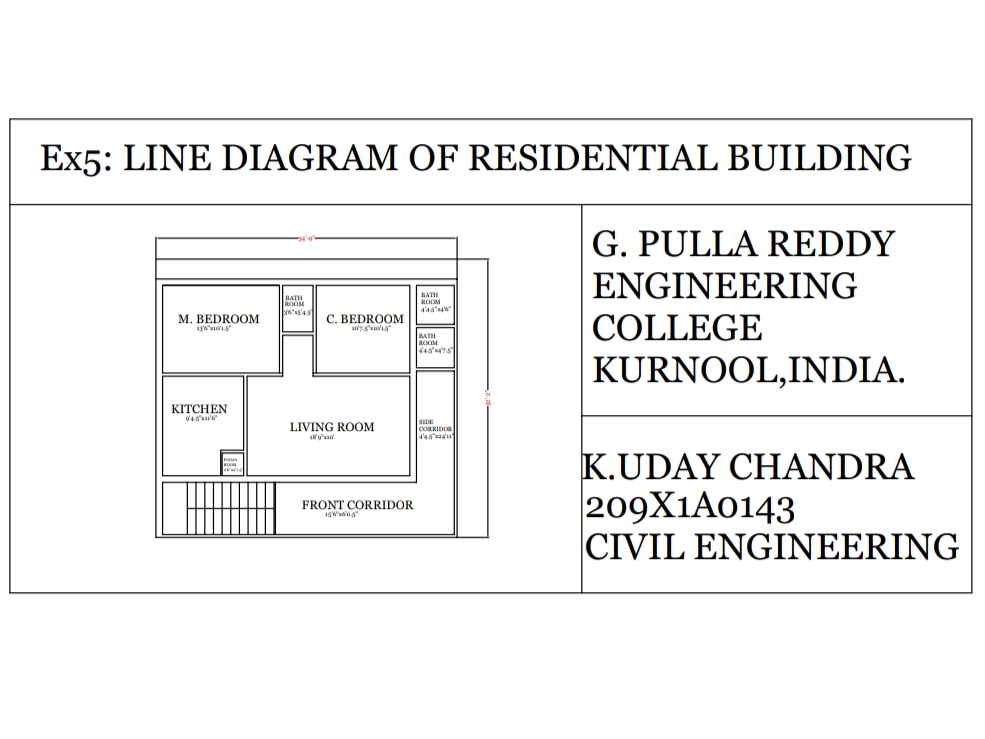 Ex5: LINE DIAGRAM OF RESIDENTIAL BUILDING
34'-9"
M. BEDROOM
13'6"x10'1.5"
BATH
ROOM
3'6"x5'4.5"
C. BEDROOM
10'7.5"x10'1.5"
BATH
ROOM
4'4.5"x4'6"
BATH
ROOM
4'4.5"x4'7.5"
KITCHEN
9'4.5"x11'6"
LIVING ROOM
18'9"x10'
SIDE
CORRIDOR
4'4.5"x24'11"
POOJA
ROOM
FRONT CORRIDOR
15'6"x6'0.5"
G. PULLA REDDY
ENGINEERING
COLLEGE
KURNOOL,INDIA.
K.UDAY CHANDRA
209X1A0143
CIVIL ENGINEERING